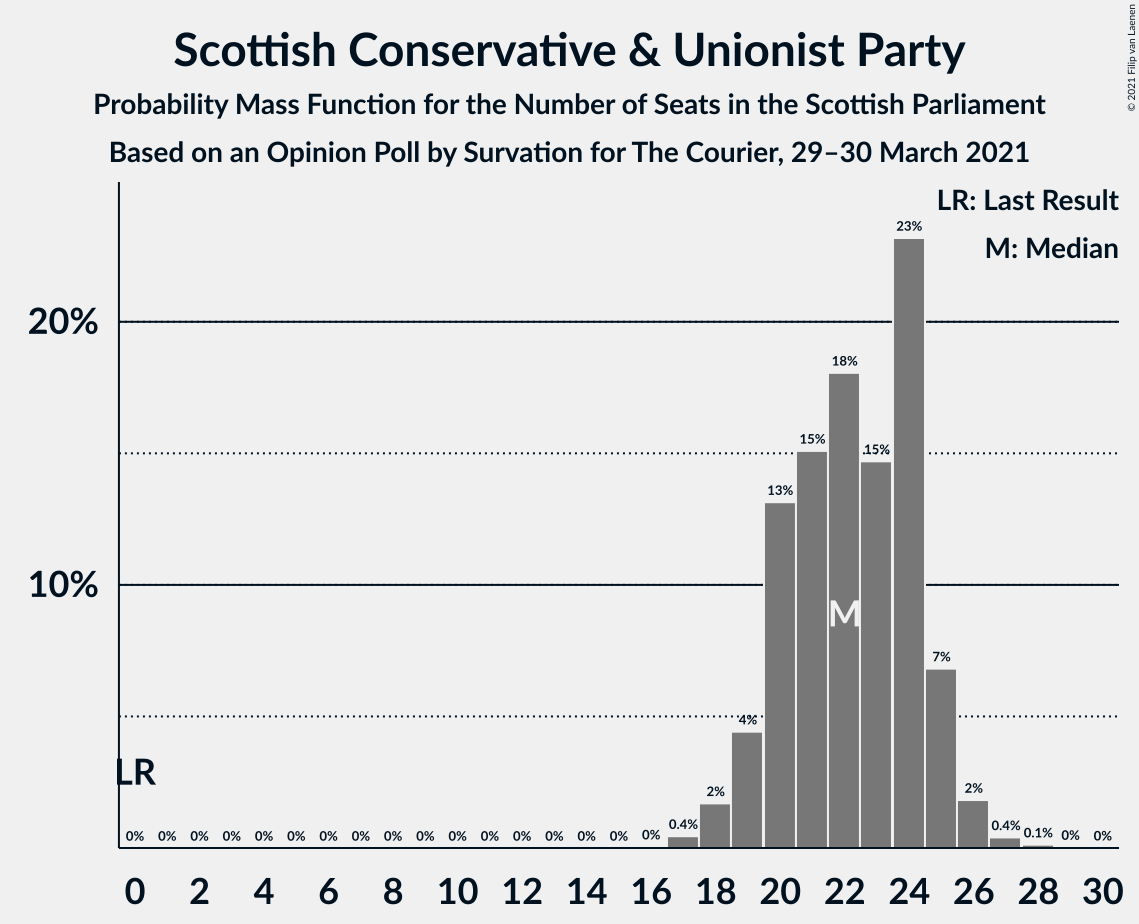 Scottish Conservative & Unionist Party
Probability Mass Function for the Number of Seats in the Scottish Parliament
Based on an Opinion Poll by Survation for The Courier, 29–30 March 2021
© 2021 Filip van Laenen
LR: Last Result
M: Median
20%
10%
LR
M
0% 0% 0% 0% 0% 0% 0% 0% 0% 0% 0% 0% 0% 0% 0% 0% 0% 0.4% 2% 4% 13% 15% 18% 15% 23% 7% 2% 0.4% 0.1% 0% 0%
0 2 4 6 8 10 12 14 16 18 20 22 24 26 28 30